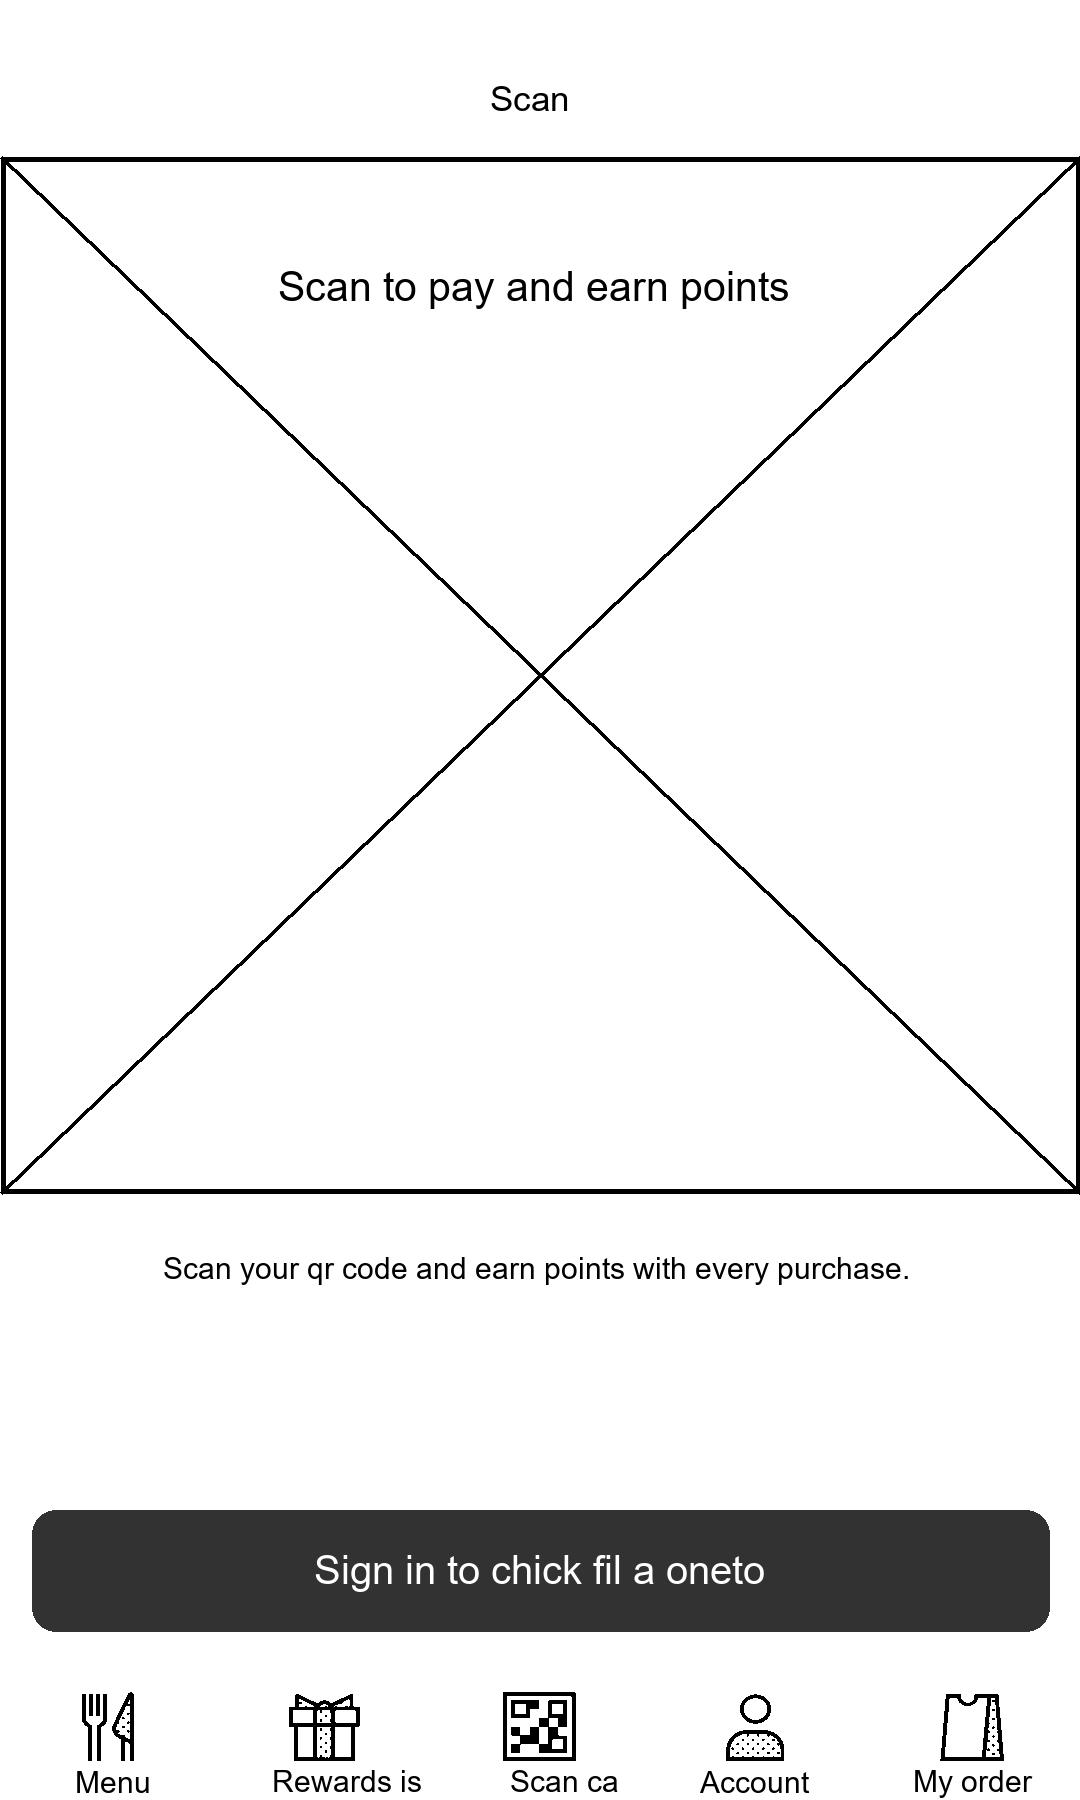 Scan
Scan to pay and earn points
Scan your qr code and earn points with every purchase.
Sign in to chick fil a oneto
Menu
Rewards is
Scan ca
Account
My order